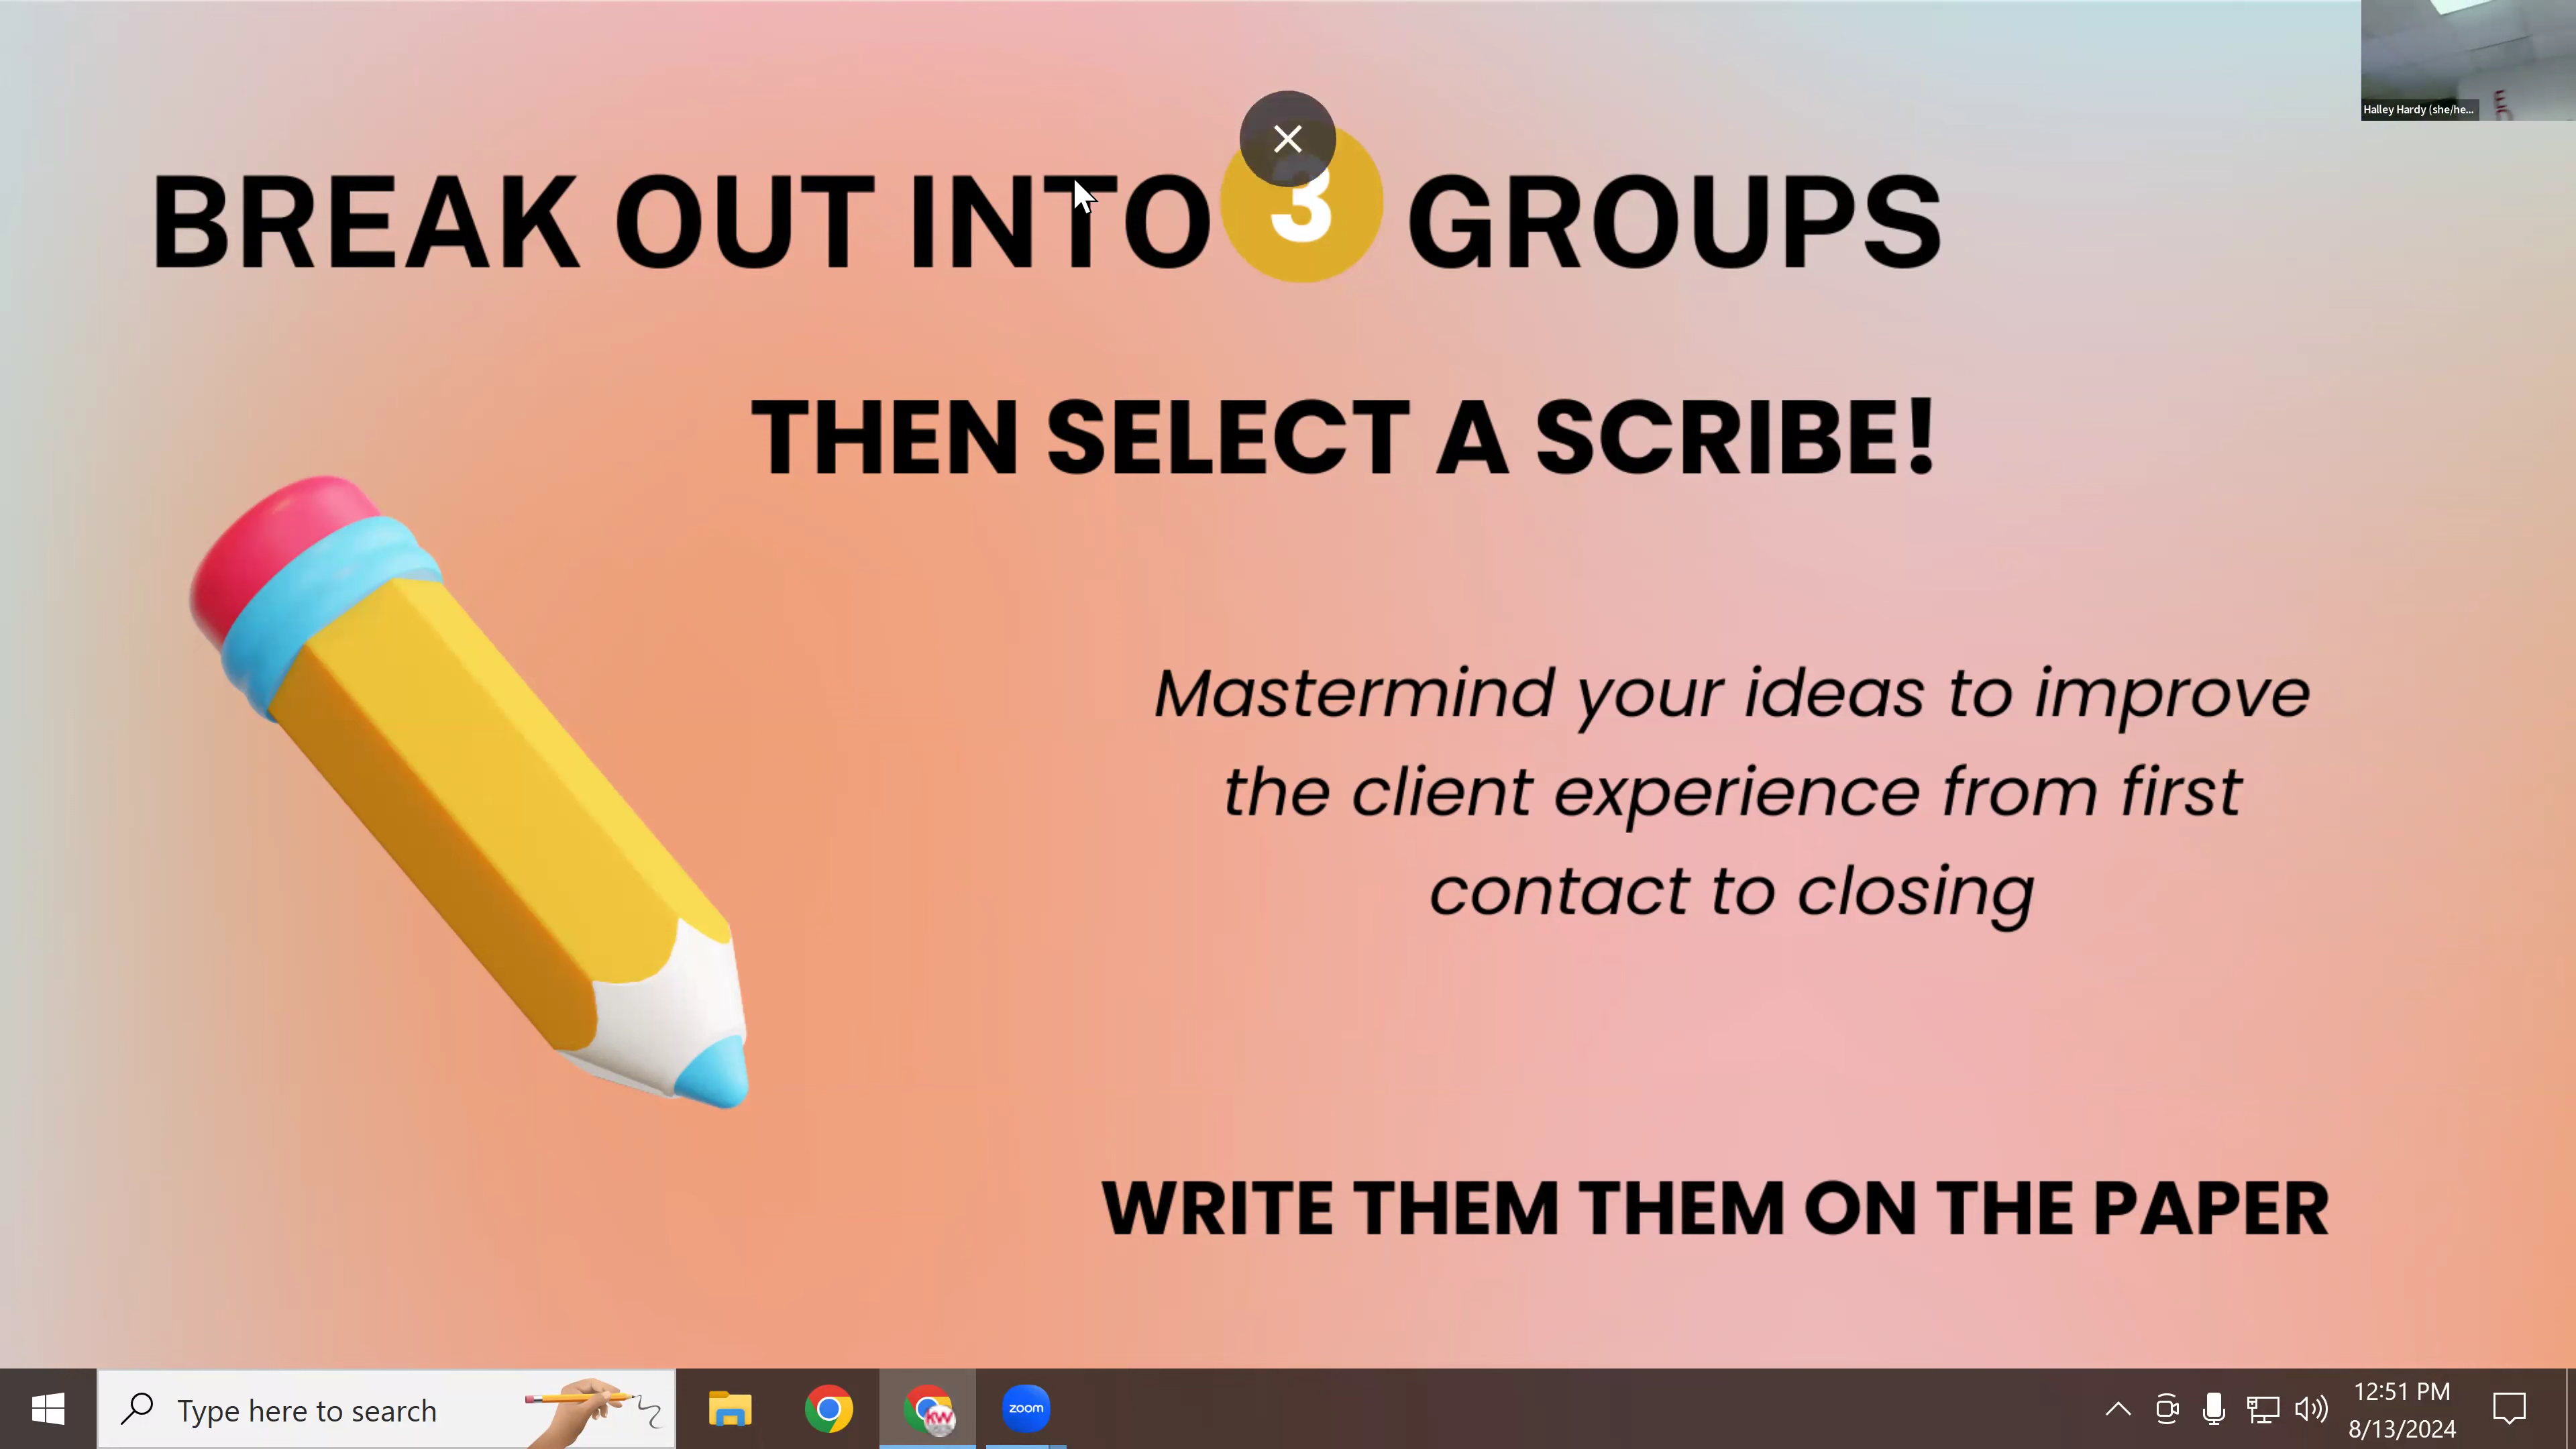 Halley Hardy (she/he...
BREAK OUT INTO 3 GROUPS
THEN SELECT A SCRIBE!
Mastermind your ideas to improve
the client experience from first
contact to closing
WRITE THEM THEM ON THE PAPER
Type here to search
KW
zoom
12:51 PM
8/13/2024